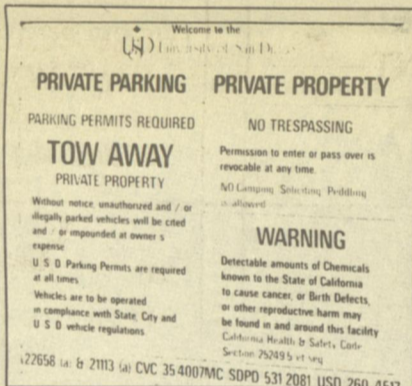 Welcome to the
USD University of San Diego
PRIVATE PARKING
PARKING PERMITS REQUIRED
TOW AWAY
PRIVATE PROPERTY
Without notice, unauthorized and / or
illegally parked vehicles will be cited
and / or impounded at owner s
expense
U S D Parking Permits are required
at all times
Vehicles are to be operated
in compliance with State, City and
U S D vehicle regulations
PRIVATE PROPERTY
NO TRESPASSING
Permission to enter or pass over is
revocable at any time.
NO Camping Soliciting Peddling
is allowed
WARNING
Detectable amounts of Chemicals
known to the State of California
to cause cancer, or Birth Defects,
or other reproductive harm may
be found in and around this facility
California Health & Safety Code
Section 25249 5 et seq
22658 (a) & 21113 (a) CVC 35 4007MC SDPD 531 2081 USD 260